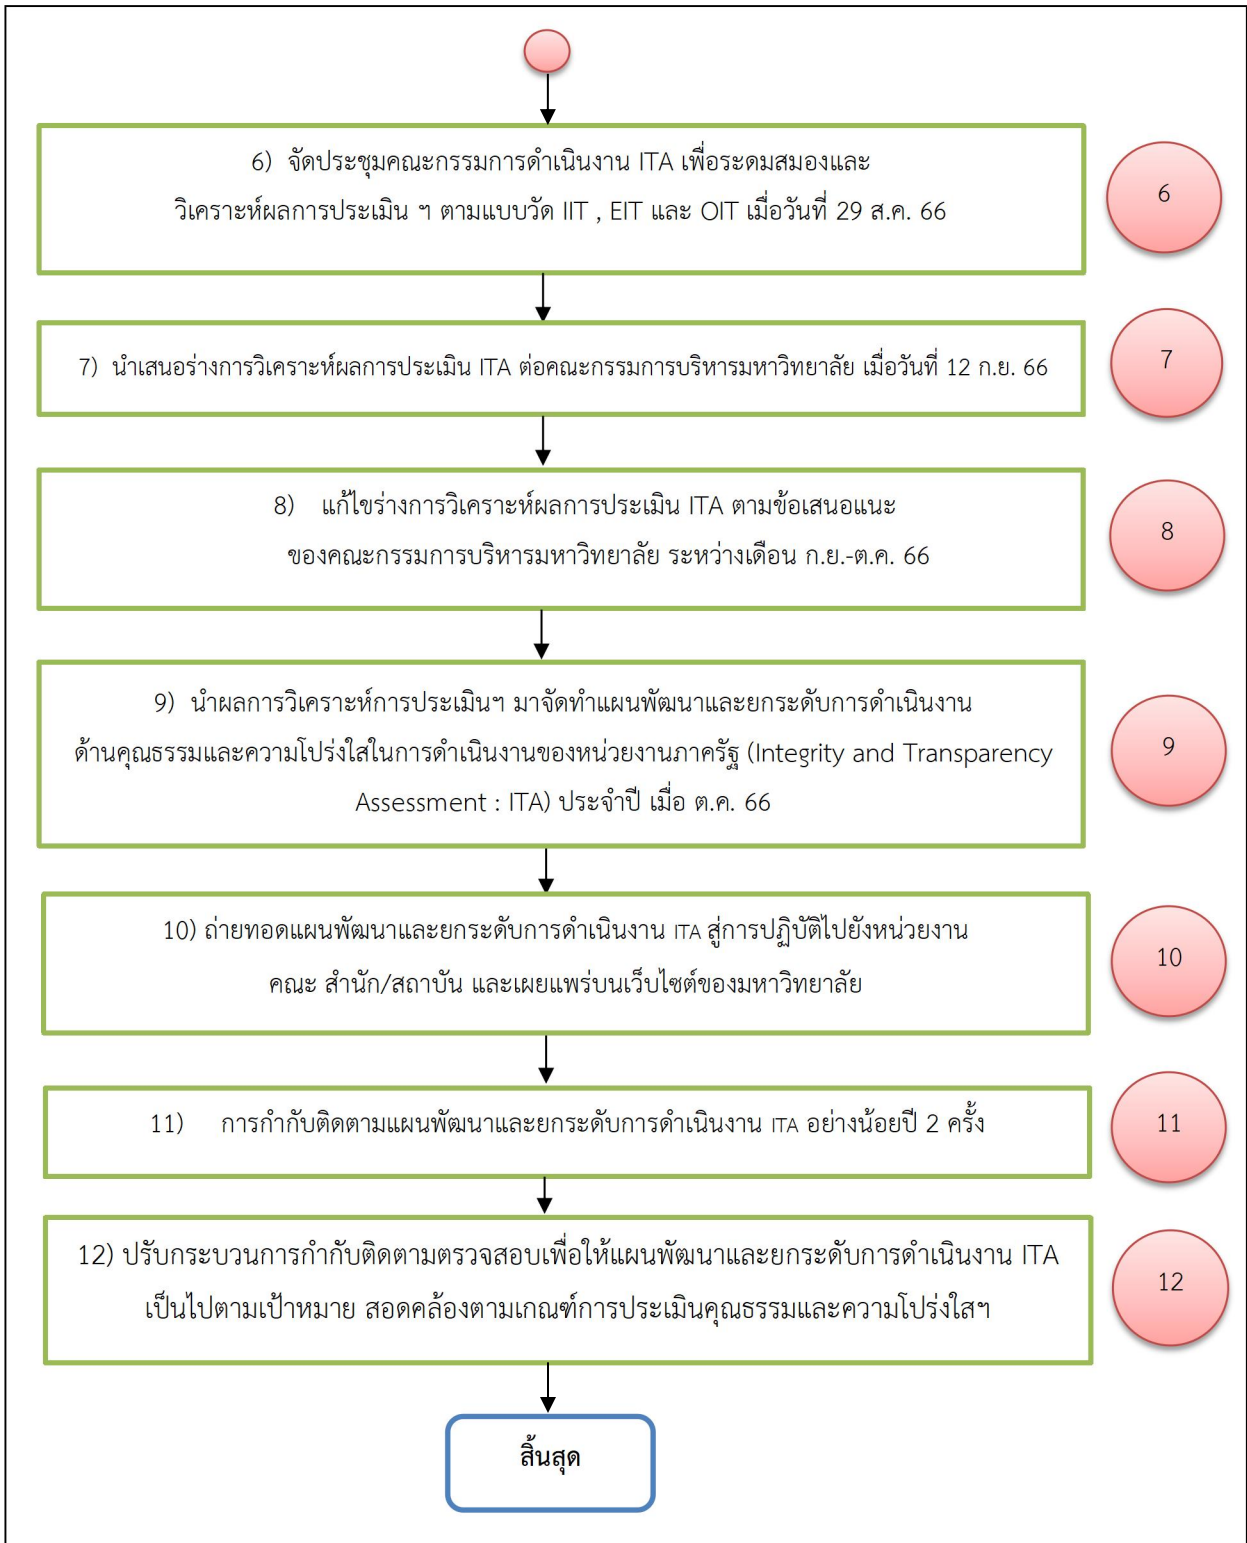 6) จัดประชุมคณะกรรมการดำเนินงาน ITA เพื่อระดมสมองและ
วิเคราะห์ผลการประเมิน ฯ ตามแบบวัด IIT , EIT และ OIT เมื่อวันที่ 29 ส.ค. 66
6
7) นำเสนอร่างการวิเคราะห์ผลการประเมิน ITA ต่อคณะกรรมการบริหารมหาวิทยาลัย เมื่อวันที่ 12 ก.ย. 66
7
8) แก้ไขร่างการวิเคราะห์ผลการประเมิน ITA ตามข้อเสนอแนะ
ของคณะกรรมการบริหารมหาวิทยาลัย ระหว่างเดือน ก.ย.-ต.ค. 66
8
9) นำผลการวิเคราะห์การประเมินฯ มาจัดทำแผนพัฒนาและยกระดับการดำเนินงาน
ด้านคุณธรรมและความโปร่งใสในการดำเนินงานของหน่วยงานภาครัฐ (Integrity and Transparency
Assessment : ITA) ประจำปี เมื่อ ต.ค. 66
9
10) ถ่ายทอดแผนพัฒนาและยกระดับการดำเนินงาน ITA สู่การปฏิบัติไปยังหน่วยงาน
คณะ สำนัก/สถาบัน และเผยแพร่บนเว็บไซต์ของมหาวิทยาลัย
10
11) การกำกับติดตามแผนพัฒนาและยกระดับการดำเนินงาน ITA อย่างน้อยปี 2 ครั้ง
11
12) ปรับกระบวนการกำกับติดตามตรวจสอบเพื่อให้แผนพัฒนาและยกระดับการดำเนินงาน ITA
เป็นไปตามเป้าหมาย สอดคล้องตามเกณฑ์การประเมินคุณธรรมและความโปร่งใสฯ
12
สิ้นสุด